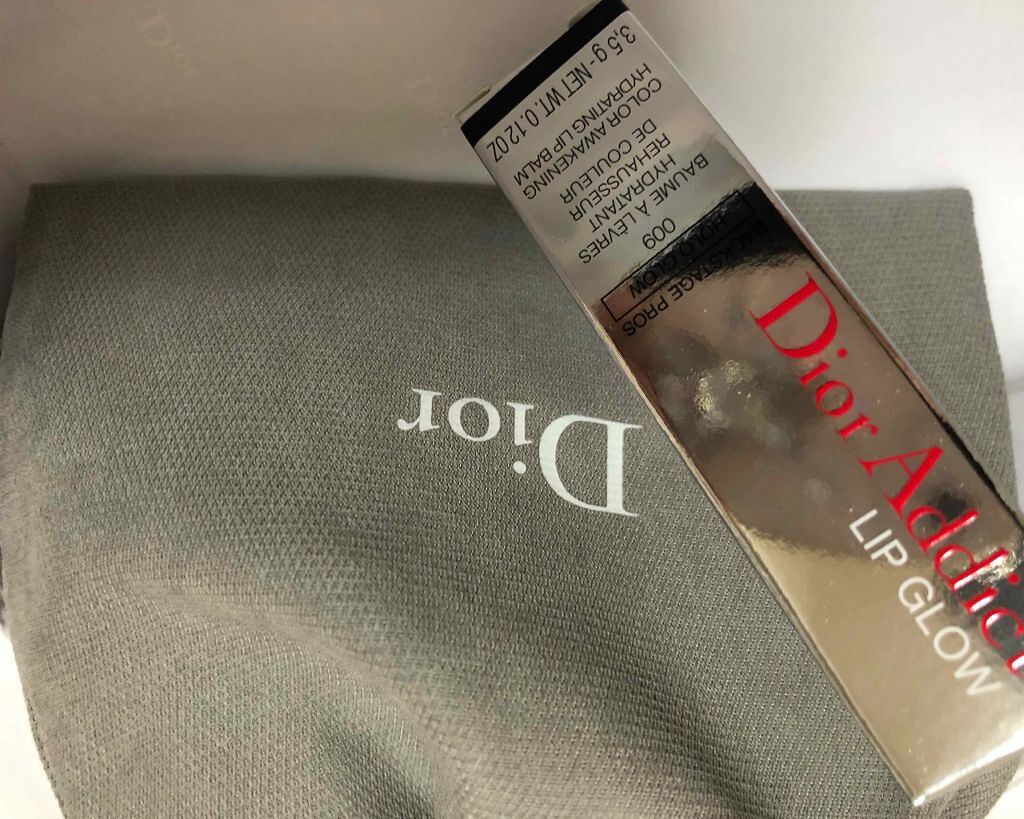 Dior Addict
LIP GLOW
BACKSTAGE PROS
HOLO GLOW
009
BAUME À LÈVRES
HYDRATANT
REHAUSSEUR
DE COULEUR
COLOR AWAKENING
HYDRATING LIP BALM
3,5 g - NET WT. 0.12 OZ
Dior
Dior